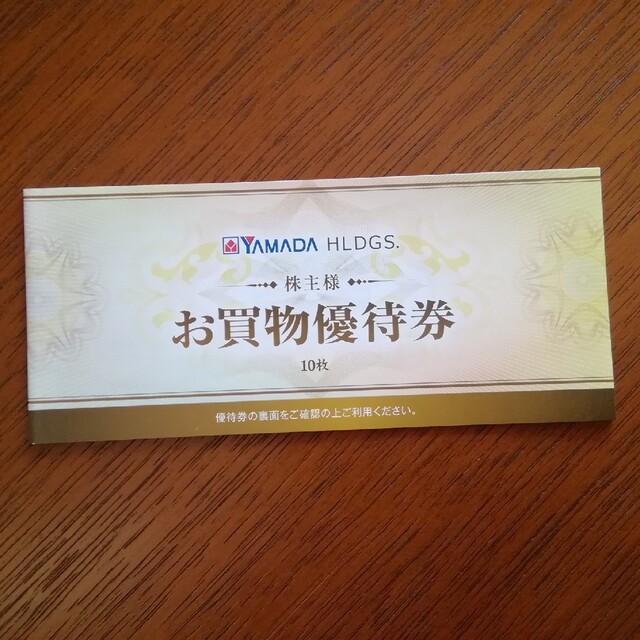 YAMADA HLDGS.
株主様
お買物優待券
10枚
優待券の裏面をご確認の上ご利用ください。